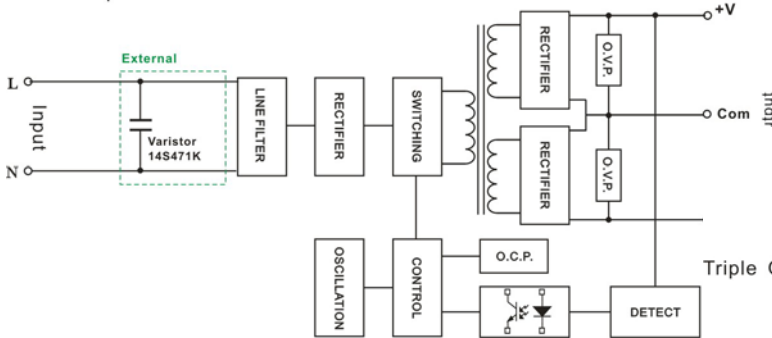 +V
External
L
Input
N
Varistor
14S471K
LINE FILTER
RECTIFIER
SWITCHING
RECTIFIER
RECTIFIER
O.V.P.
O.V.P.
Com
OSCILLATION
CONTROL
O.C.P.
DETECT
Triple